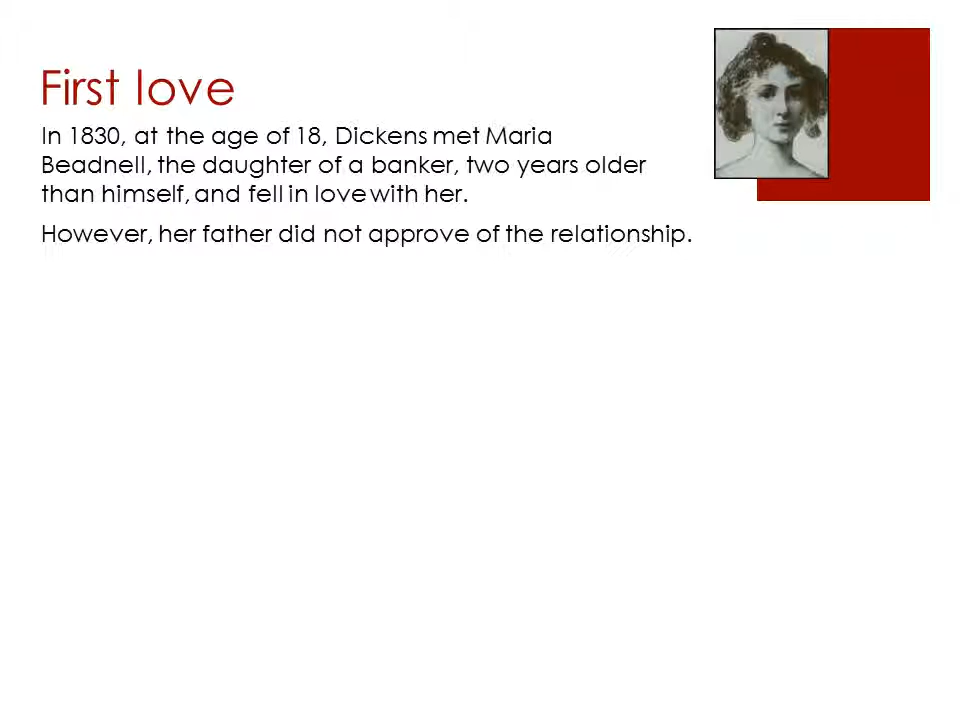 First love
In 1830, at the age of 18, Dickens met Maria
Beadnell, the daughter of a banker, two years older
than himself, and fell in love with her.
However, her father did not approve of the relationship.